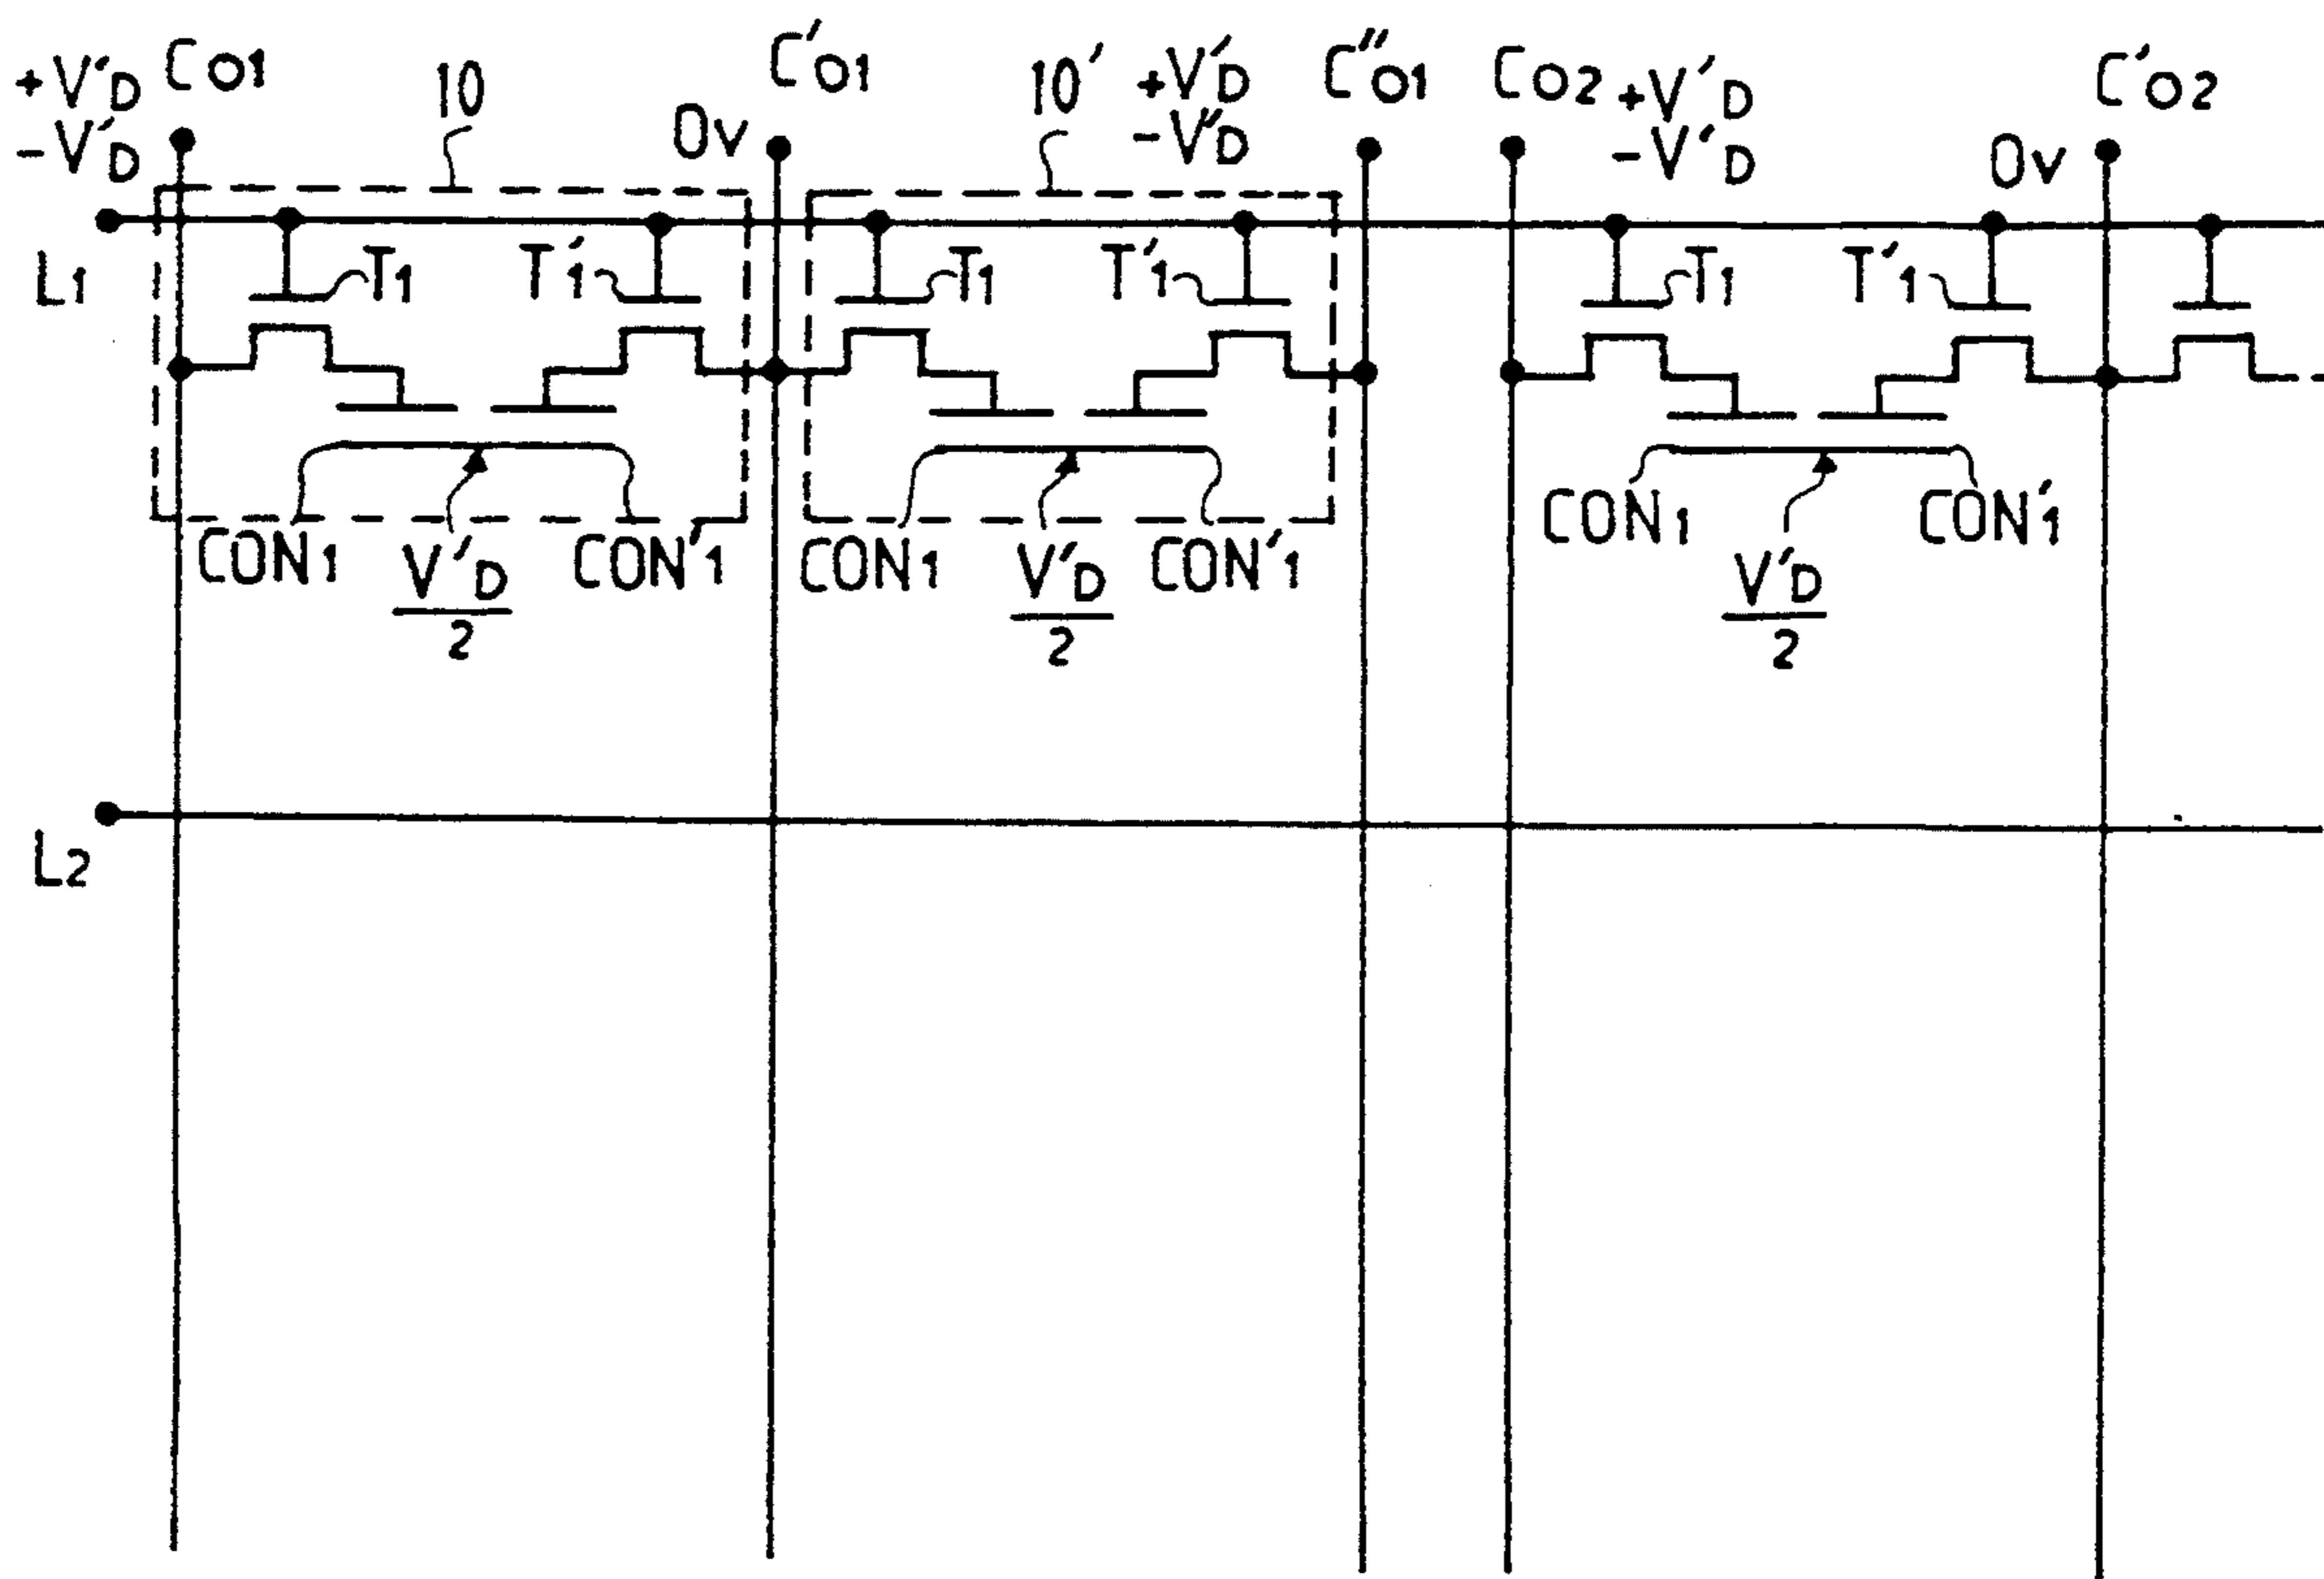 +V'D C01 10 C'01 10' +V'D C"01 C02 +V'D C'02
-V'D 0v -V"D -V'D 0v
L1 T1 T'1 T1 T'1 T1 T'1
CON1 V'D/2 CON'1 CON1 V'D/2 CON'1 CON1 V'D/2 CON'1
L2